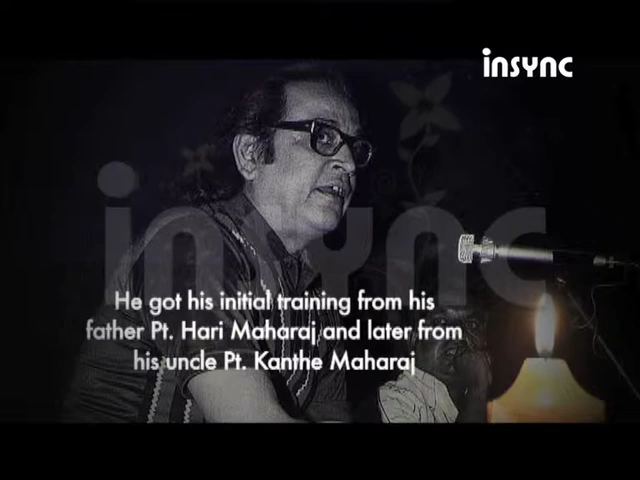 insync
insync
He got his initial training from his
father Pt. Hari Maharaj and later from
his uncle Pt. Kanthe Maharaj